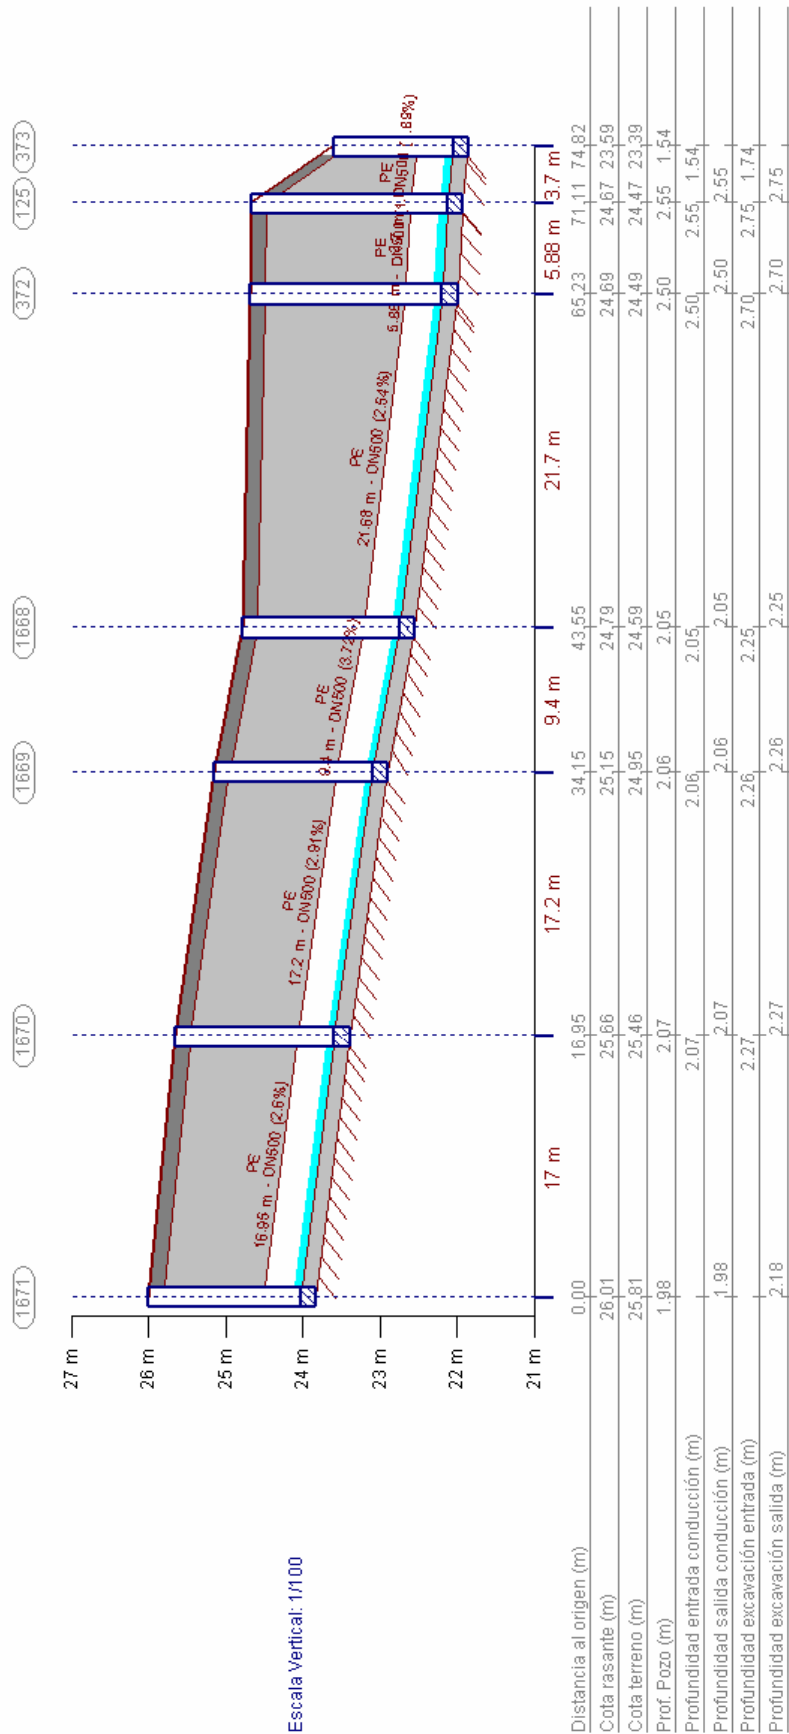 1671
1670
1669
1668
372
125
373
27 m
26 m
25 m
24 m
23 m
22 m
21 m
Escala Vertical: 1/100
PE
16.95 m - DN500 (2.6%)
PE
17.2 m - DN500 (2.91%)
PE
9.4 m - DN500 (3.72%)
PE
21.68 m - DN500 (2.54%)
PE
PE
17 m
17.2 m
9.4 m
21.7 m
5.88 m
3.7 m
Distancia al origen (m) 0.00 16.95 34.15 43.55 65.23 71.11 74.82
Cota rasante (m) 26.01 25.66 25.15 24.79 24.69 24.67 23.59
Cota terreno (m) 25.81 25.46 24.95 24.59 24.49 24.47 23.39
Prof. Pozo (m) 1.98 2.07 2.06 2.05 2.50 2.55 1.54
Profundidad entrada conducción (m) 2.07 2.06 2.05 2.50 2.55 1.54
Profundidad salida conducción (m) 1.98 2.07 2.06 2.05 2.50 2.55
Profundidad excavación entrada (m) 2.27 2.26 2.25 2.70 2.75 1.74
Profundidad excavación salida (m) 2.18 2.27 2.26 2.25 2.70 2.75